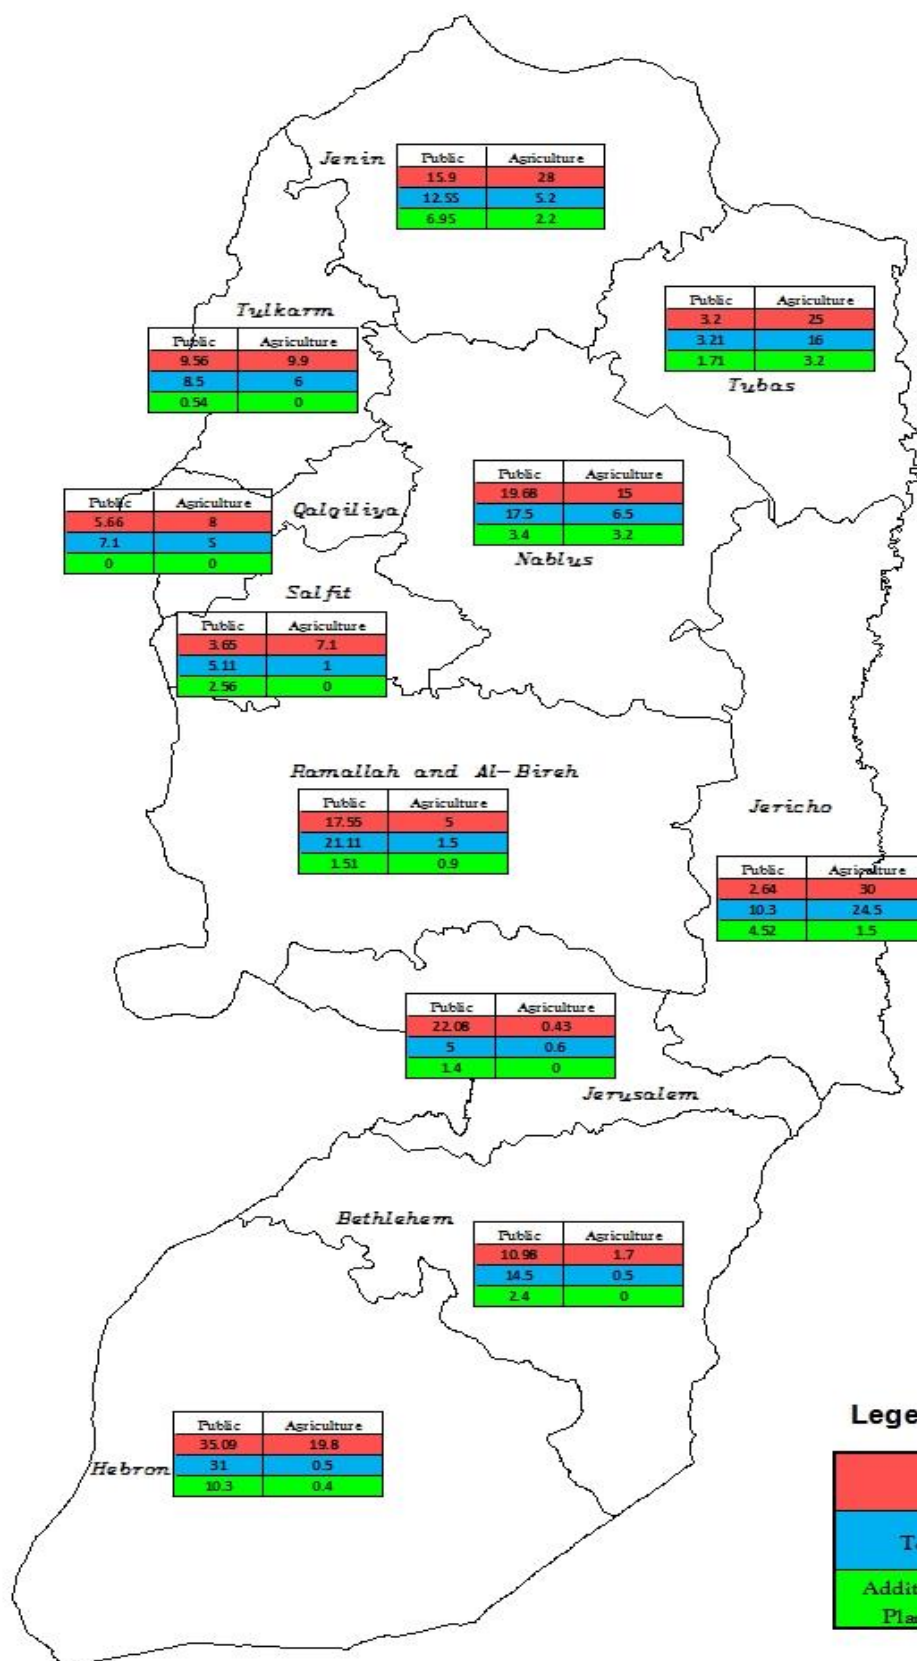 Jenin
Public Agriculture
15.9 28
12.55 5.2
6.95 2.2
Tulkarm
Public Agriculture
9.56 9.9
8.5 6
0.54 0
Public Agriculture
3.2 25
3.21 16
1.71 3.2
Tubas
Qalqiliya
Public Agriculture
5.66 8
7.1 5
0 0
Public Agriculture
19.68 15
17.5 6.5
3.4 3.2
Nablus
Salfit
Public Agriculture
3.65 7.1
5.11 1
2.56 0
Ramallah and Al-Bireh
Public Agriculture
17.55 5
21.11 1.5
1.51 0.9
Jericho
Public Agriculture
2.64 30
10.3 24.5
4.52 1.5
Public Agriculture
22.08 0.43
5 0.6
1.4 0
Jerusalem
Bethlehem
Public Agriculture
10.98 1.7
14.5 0.5
2.4 0
Hebron
Public Agriculture
35.09 19.8
31 0.5
10.3 0.4
Lege
Ta
Addit
Pla